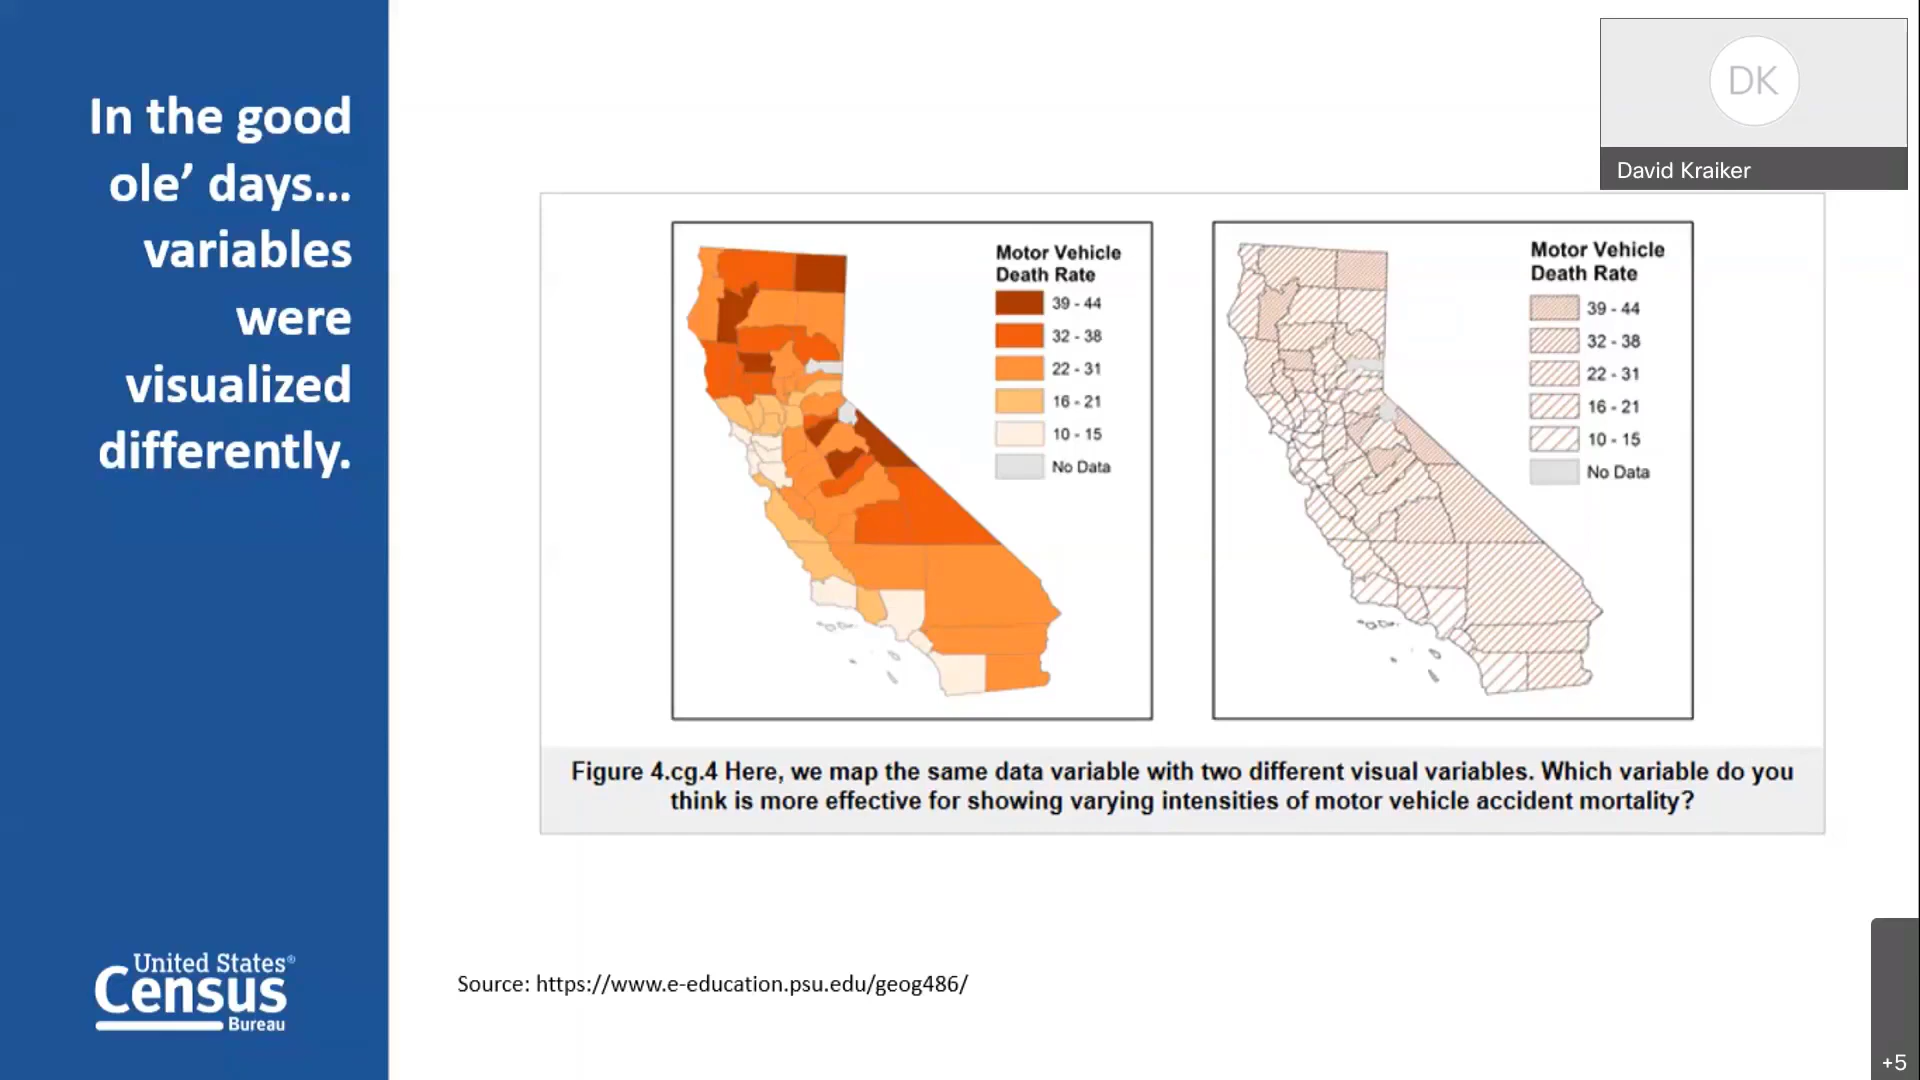 In the good
ole’ days...
variables
were
visualized
differently.
United States®
Census
Bureau
DK
David Kraiker
Motor Vehicle
Death Rate
39 - 44
32 - 38
22 - 31
16 - 21
10 - 15
No Data
Motor Vehicle
Death Rate
39 - 44
32 - 38
22 - 31
16 - 21
10 - 15
No Data
Figure 4.cg.4 Here, we map the same data variable with two different visual variables. Which variable do you
think is more effective for showing varying intensities of motor vehicle accident mortality?
Source: https://www.e-education.psu.edu/geog486/
+5